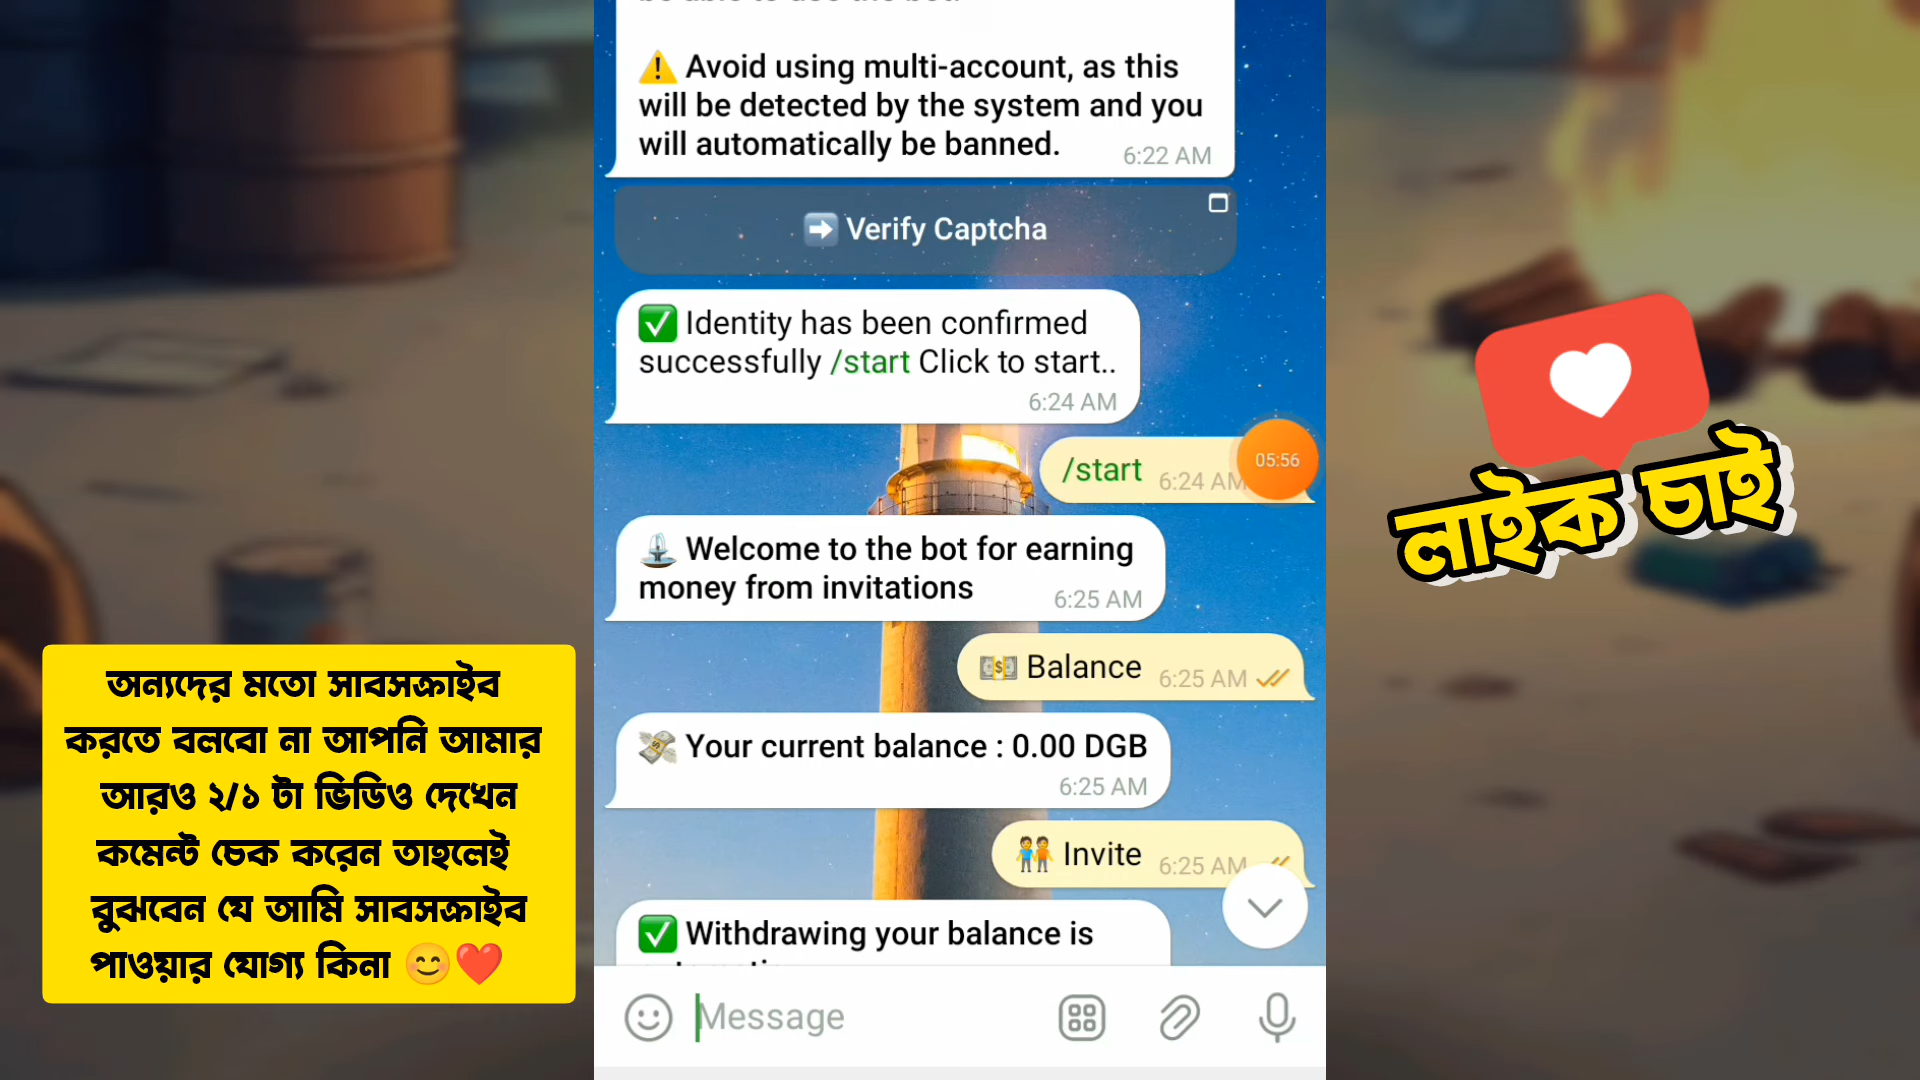 ⚠️ Avoid using multi-account, as this
will be detected by the system and you
will automatically be banned.
6:22 AM
➡️ Verify Captcha
✅ Identity has been confirmed
successfully /start Click to start..
6:24 AM
/start 6:24 AM
05:56
⛲ Welcome to the bot for earning
money from invitations
6:25 AM
💵 Balance 6:25 AM
💸 Your current balance : 0.00 DGB
6:25 AM
🧑‍🤝‍🧑 Invite 6:25 AM
✅ Withdrawing your balance is
Message
অন্যদের মতো সাবসক্রাইব
করতে বলবো না আপনি আমার
আরও ২/১ টা ভিডিও দেখেন
কমেন্ট চেক করেন তাহলেই
বুঝবেন যে আমি সাবসক্রাইব
পাওয়ার যোগ্য কিনা 😊❤️
লাইক চাই